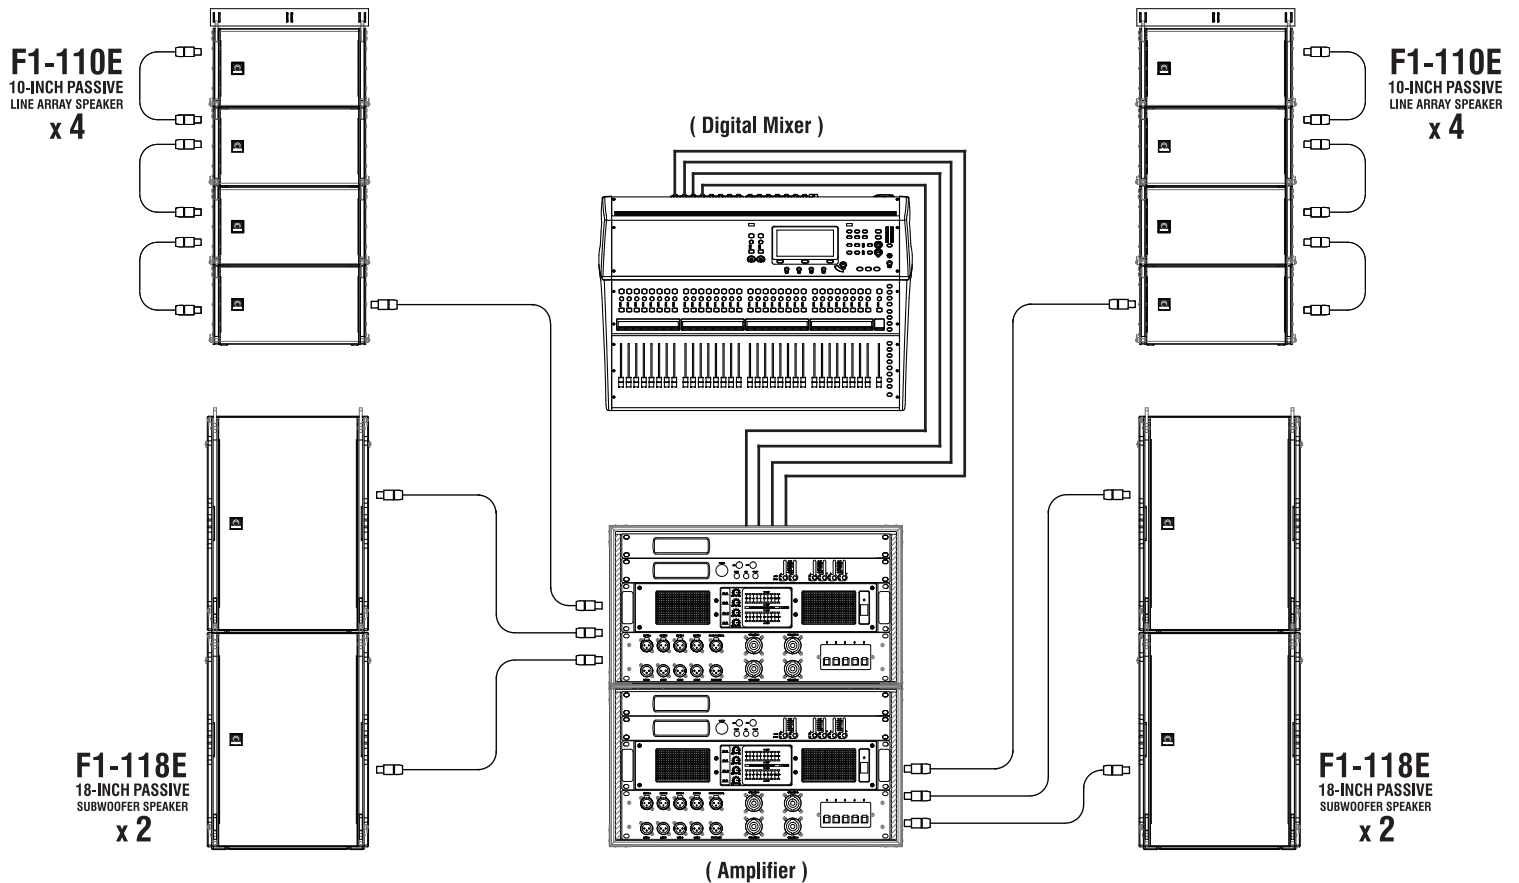 F1-110E
10-INCH PASSIVE
LINE ARRAY SPEAKER
x 4
( Digital Mixer )
F1-110E
10-INCH PASSIVE
LINE ARRAY SPEAKER
x 4
F1-118E
18-INCH PASSIVE
SUBWOOFER SPEAKER
x 2
F1-118E
18-INCH PASSIVE
SUBWOOFER SPEAKER
x 2
( Amplifier )